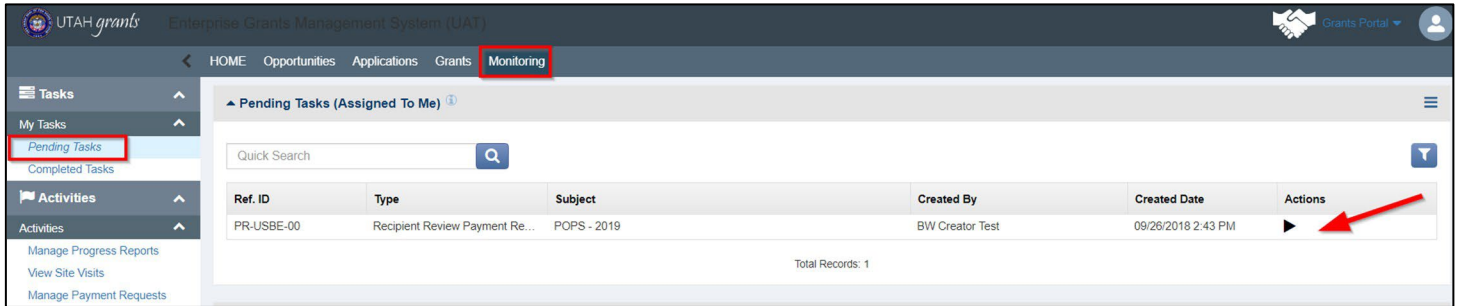 UTAH grants Enterprise Grants Management System (UAT) Grants Portal
HOME Opportunities Applications Grants Monitoring
Tasks
My Tasks
Pending Tasks
Completed Tasks
Activities
Activities
Manage Progress Reports
View Site Visits
Manage Payment Requests
Pending Tasks (Assigned To Me)
Quick Search
Ref. ID Type Subject Created By Created Date Actions
PR-USBE-00 Recipient Review Payment Re... POPS - 2019 BW Creator Test 09/26/2018 2:43 PM
Total Records: 1